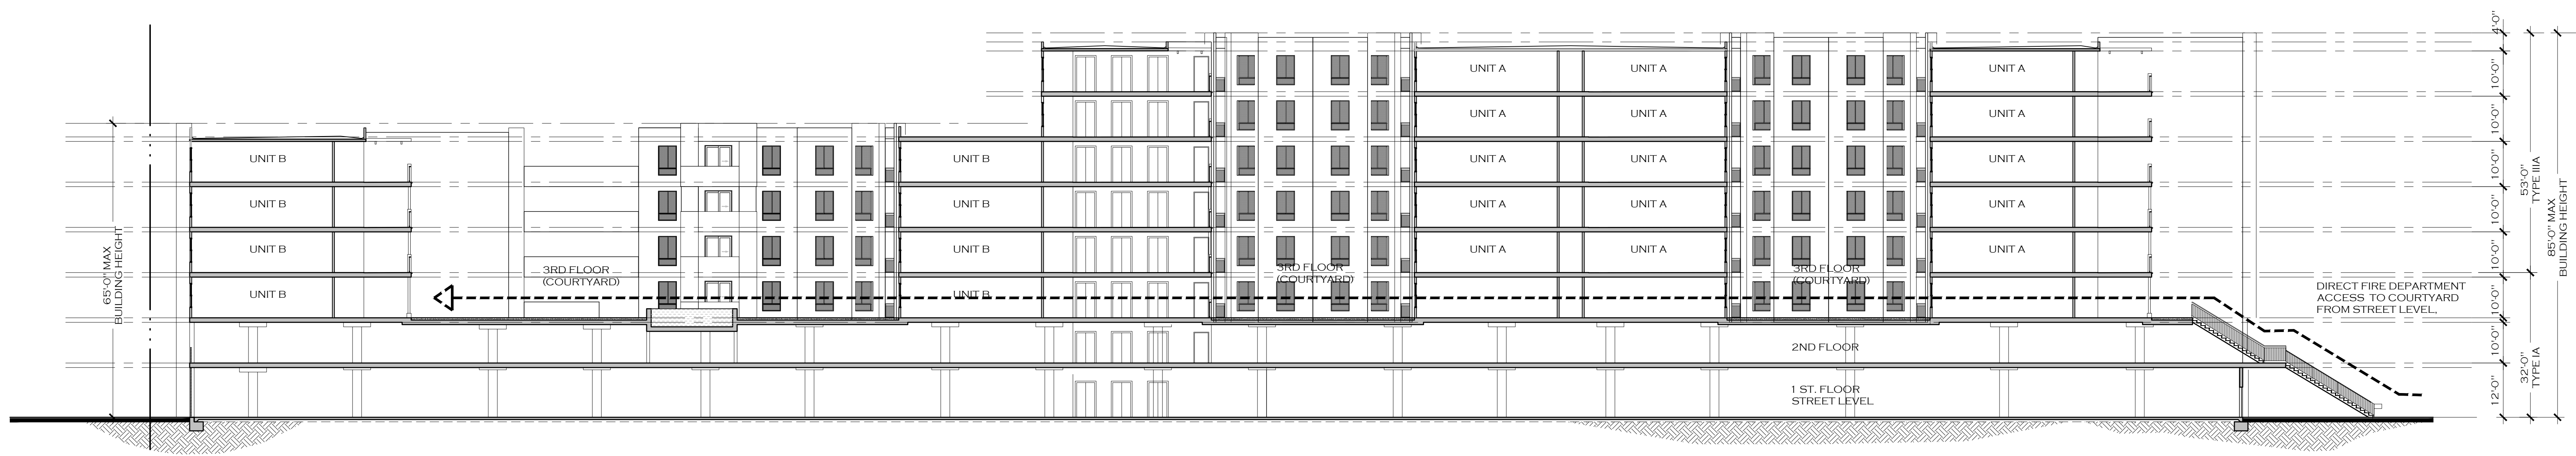 65'-0" MAX
BUILDING HEIGHT
UNIT A
UNIT A
UNIT A
UNIT A
UNIT A
UNIT A
UNIT B
UNIT B
UNIT A
UNIT A
UNIT A
UNIT B
UNIT B
UNIT A
UNIT A
UNIT A
UNIT B
UNIT B
UNIT A
UNIT A
UNIT A
UNIT B
UNIT B
3RD FLOOR
(COURTYARD)
3RD FLOOR
(COURTYARD)
3RD FLOOR
(COURTYARD)
2ND FLOOR
1 ST. FLOOR
STREET LEVEL
DIRECT FIRE DEPARTMENT
ACCESS TO COURTYARD
FROM STREET LEVEL,
4'-0"
10'-0"
10'-0"
10'-0"
10'-0"
10'-0"
10'-0"
10'-0"
12'-0"
53'-0"
TYPE IIIA
32'-0"
TYPE IA
85'-0" MAX
BUILDING HEIGHT